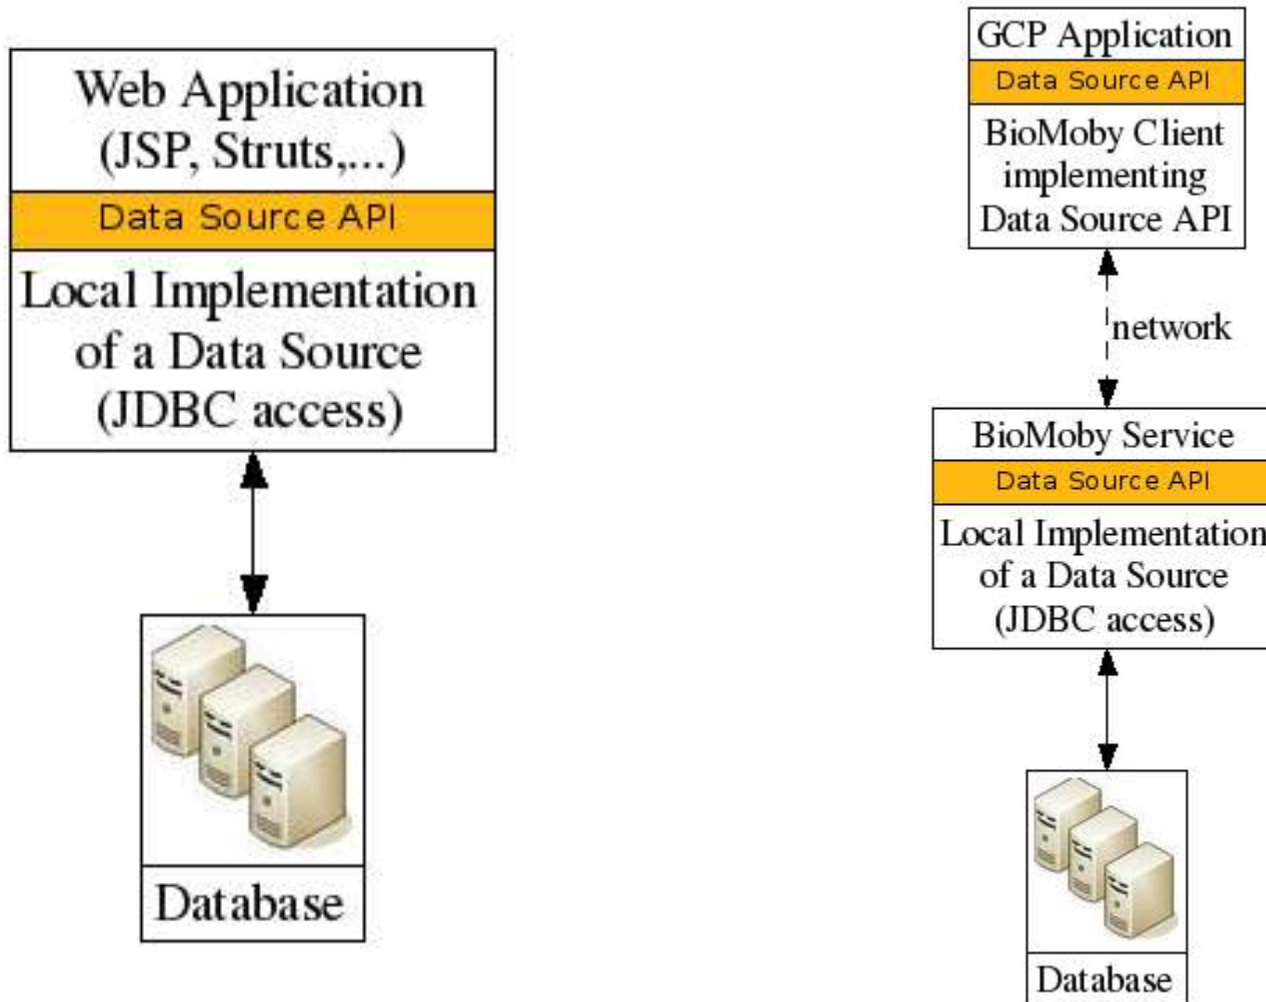 Web Application
(JSP, Struts,...)
Data Source API
Local Implementation
of a Data Source
(JDBC access)
Database
GCP Application
Data Source API
BioMoby Client
implementing
Data Source API
network
BioMoby Service
Data Source API
Local Implementation
of a Data Source
(JDBC access)
Database